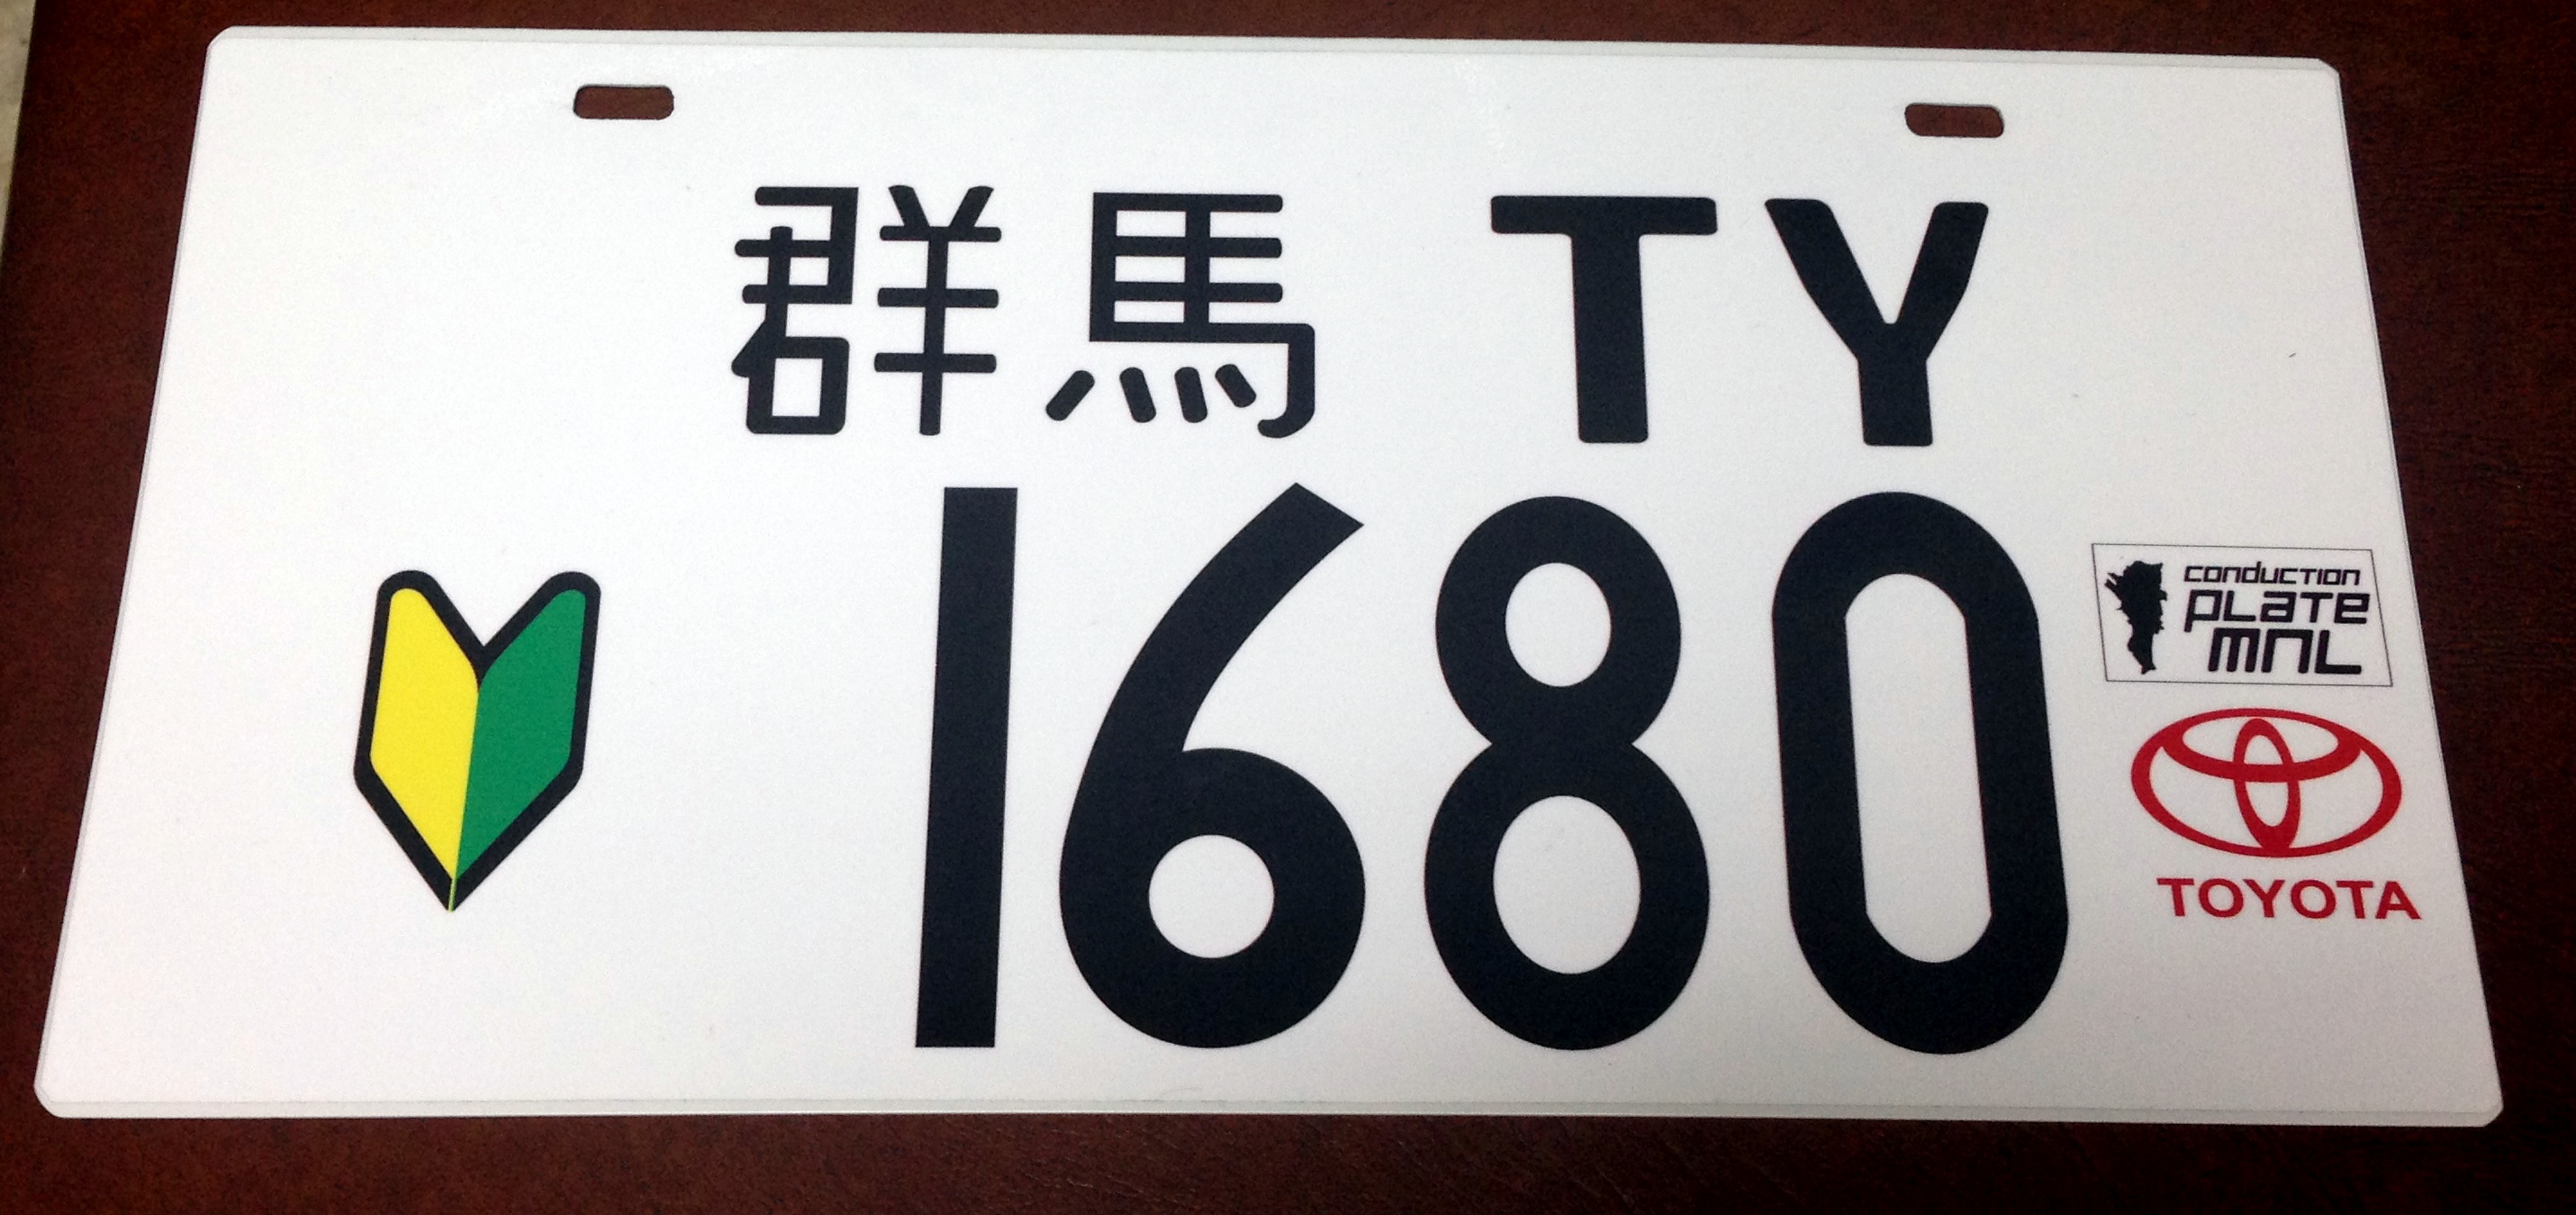 群馬 TY
1680
CONDUCTION
PLATE
MNL
TOYOTA